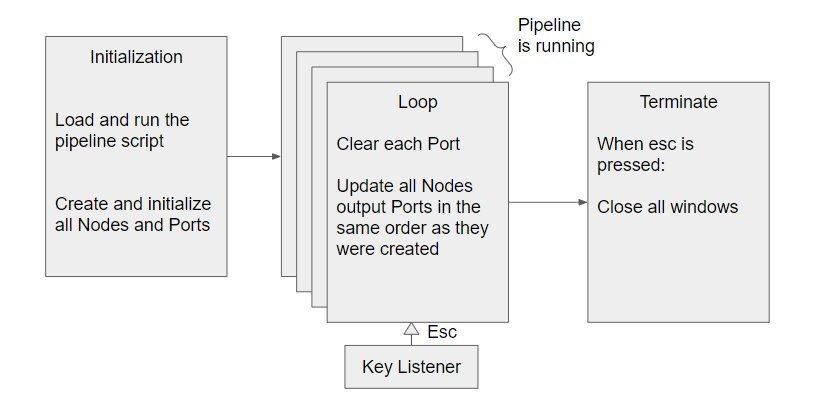 Initialization
Load and run the
pipeline script
Create and initialize
all Nodes and Ports
Pipeline
is running
Loop
Clear each Port
Update all Nodes
output Ports in the
same order as they
were created
Esc
Key Listener
Terminate
When esc is
pressed:
Close all windows